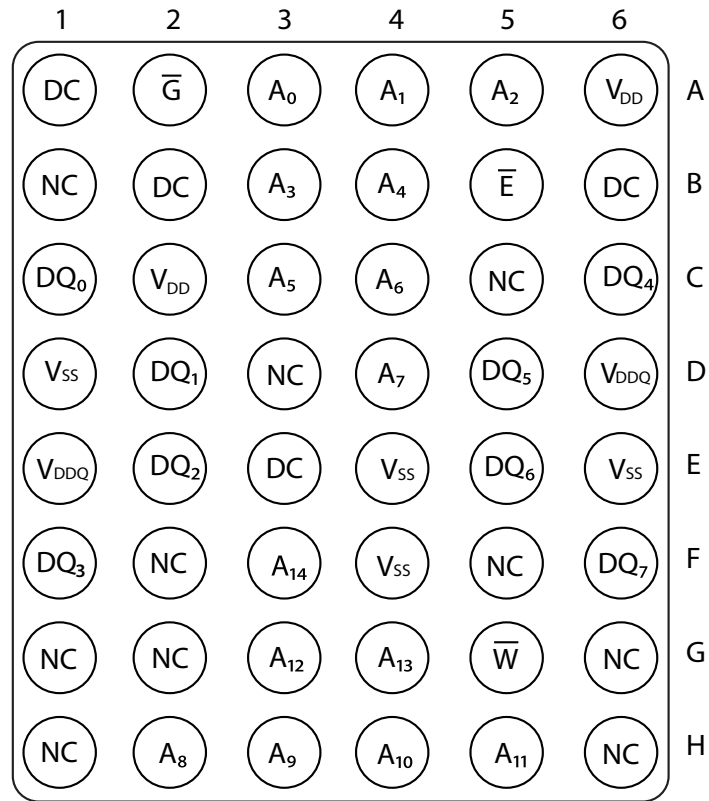 1 2 3 4 5 6
DC G̅ A₀ A₁ A₂ V_DD A
NC DC A₃ A₄ E̅ DC B
DQ₀ V_DD A₅ A₆ NC DQ₄ C
V_SS DQ₁ NC A₇ DQ₅ V_DDQ D
V_DDQ DQ₂ DC V_SS DQ₆ V_SS E
DQ₃ NC A₁₄ V_SS NC DQ₇ F
NC NC A₁₂ A₁₃ W̅ NC G
NC A₈ A₉ A₁₀ A₁₁ NC H